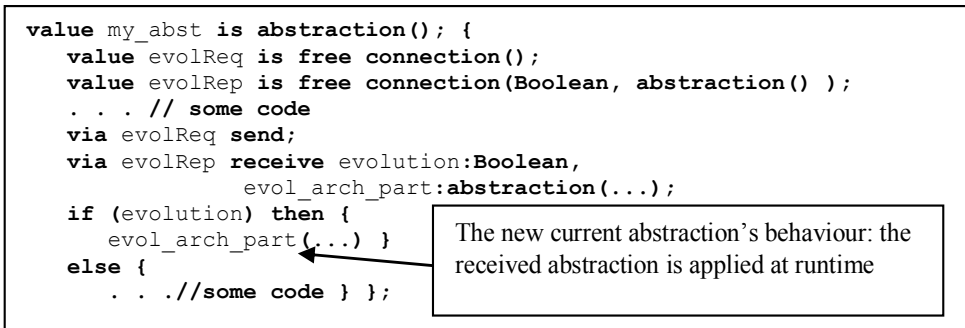 value my_abst is abstraction(); {
value evolReq is free connection();
value evolRep is free connection(Boolean, abstraction() );
. . . // some code
via evolReq send;
via evolRep receive evolution:Boolean,
evol_arch_part:abstraction(...);
if (evolution) then {
evol_arch_part(...) }
else {
. . .//some code } };
The new current abstraction’s behaviour: the
received abstraction is applied at runtime